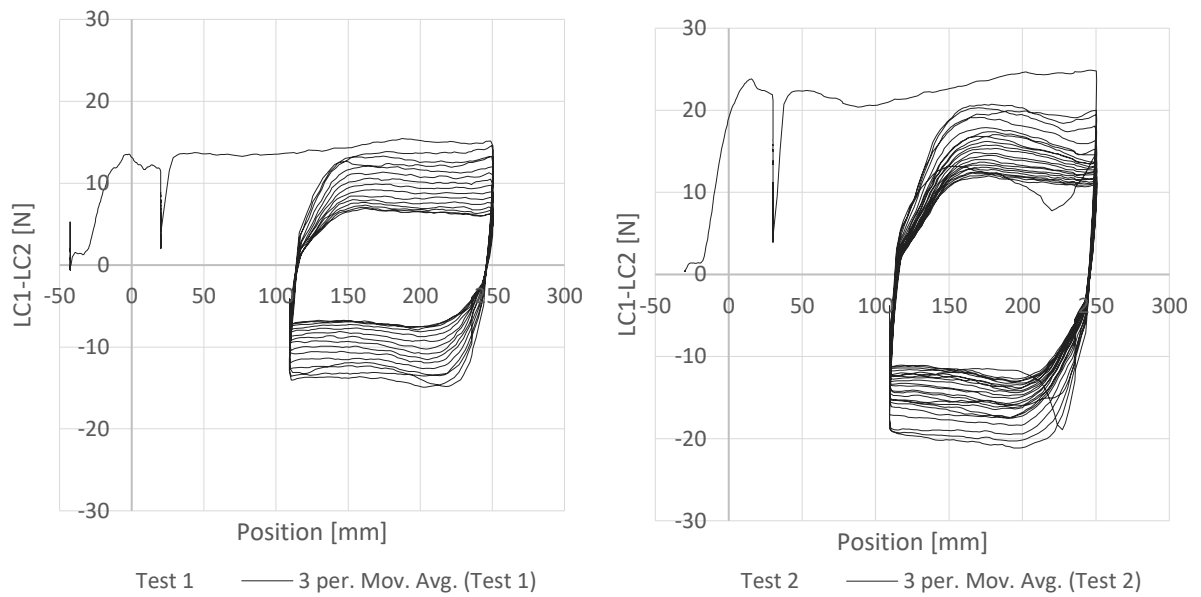 30
20
10
0
-10
-20
-30
-50 0 50 100 150 200 250 300
LC1-LC2 [N]
Position [mm]
Test 1 3 per. Mov. Avg. (Test 1)
30
20
10
0
-10
-20
-30
-50 0 50 100 150 200 250 300
LC1-LC2 [N]
Position [mm]
Test 2 3 per. Mov. Avg. (Test 2)